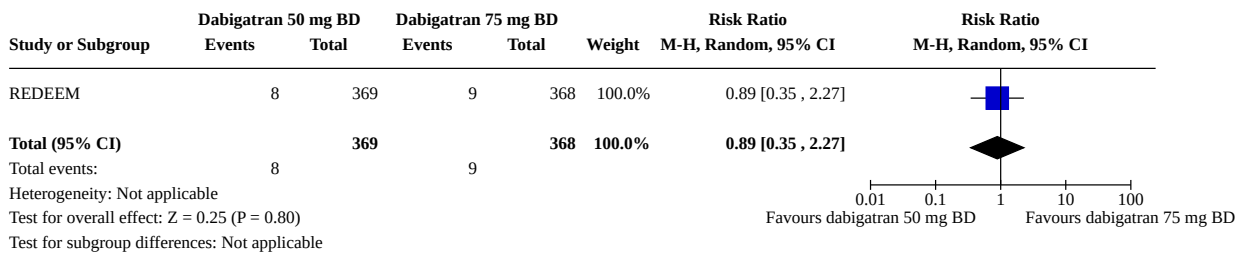 Dabigatran 50 mg BD Dabigatran 75 mg BD Risk Ratio Risk Ratio
Study or Subgroup Events Total Events Total Weight M-H, Random, 95% CI M-H, Random, 95% CI
REDEEM 8 369 9 368 100.0% 0.89 [0.35 , 2.27]
Total (95% CI) 369 368 100.0% 0.89 [0.35 , 2.27]
Total events: 8 9
Heterogeneity: Not applicable
0.01 0.1 1 10 100
Test for overall effect: Z = 0.25 (P = 0.80) Favours dabigatran 50 mg BD Favours dabigatran 75 mg BD
Test for subgroup differences: Not applicable